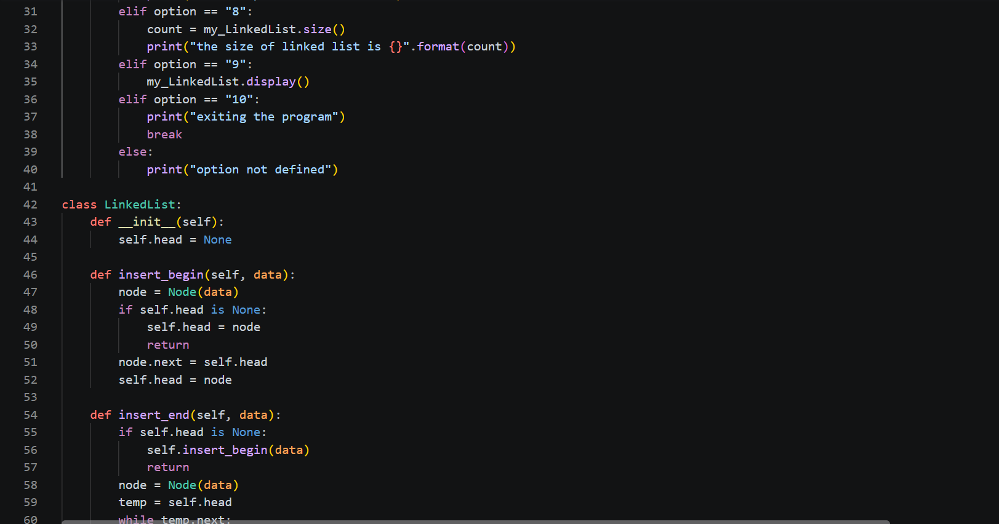 31 elif option == "8":
32 count = my_LinkedList.size()
33 print("the size of linked list is {}".format(count))
34 elif option == "9":
35 my_LinkedList.display()
36 elif option == "10":
37 print("exiting the program")
38 break
39 else:
40 print("option not defined")
41
42 class LinkedList:
43 def __init__(self):
44 self.head = None
45
46 def insert_begin(self, data):
47 node = Node(data)
48 if self.head is None:
49 self.head = node
50 return
51 node.next = self.head
52 self.head = node
53
54 def insert_end(self, data):
55 if self.head is None:
56 self.insert_begin(data)
57 return
58 node = Node(data)
59 temp = self.head
60 while temp.next: